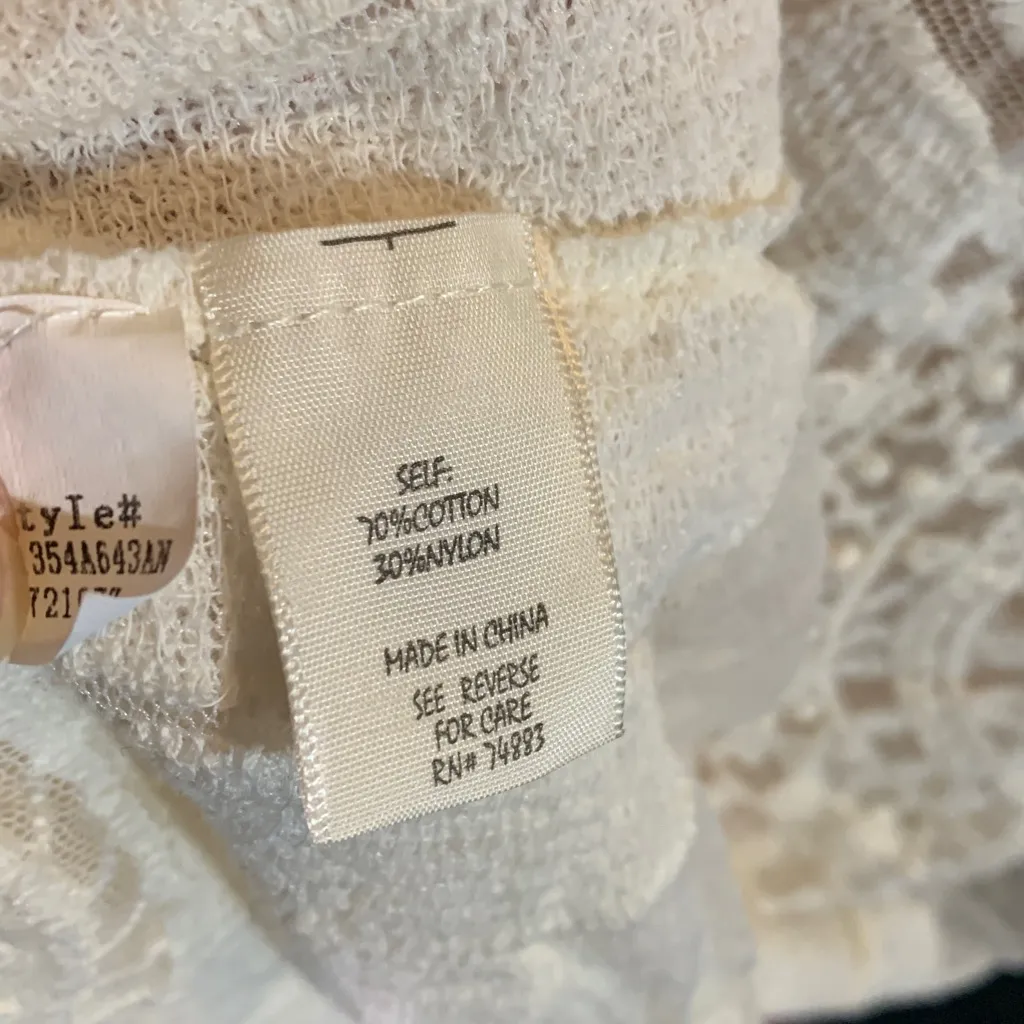 tyle#
354A643AN
SELF:
70%COTTON
30%NYLON
MADE IN CHINA
SEE REVERSE
FOR CARE
RN# 74883